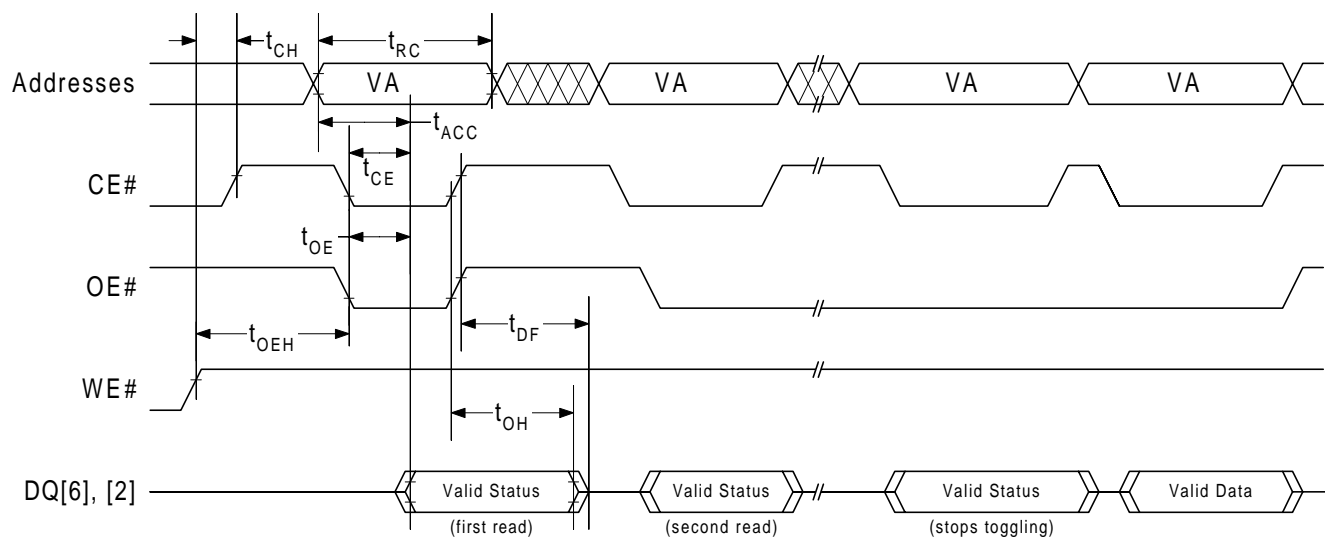 tCH
tRC
Addresses
VA
VA
VA
VA
tACC
tCE
CE#
tOE
OE#
tDF
tOEH
WE#
tOH
DQ[6], [2]
Valid Status
Valid Status
Valid Status
Valid Data
(first read)
(second read)
(stops toggling)